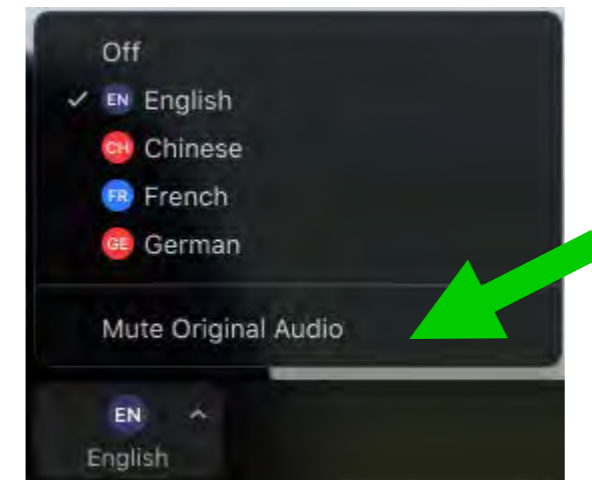 Off
EN English
CH Chinese
FR French
GE German
Mute Original Audio
EN
English